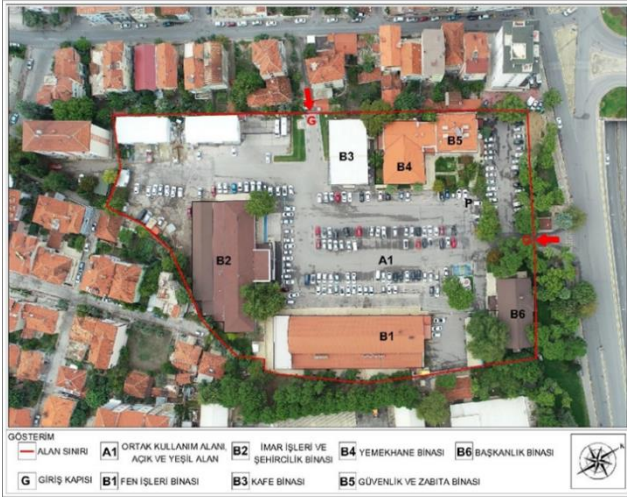 G
B3
B4
B5
P
B2
A1
B6
B1
GÖSTERİM
ALAN SINIRI
A1 ORTAK KULLANIM ALANI, AÇIK VE YEŞİL ALAN
B2 İMAR İŞLERİ VE ŞEHİRCİLİK BİNASI
B4 YEMEKHANE BİNASI
B6 BAŞKANLIK BİNASI
G GİRİŞ KAPISI
B1 FEN İŞLERİ BİNASI
B3 KAFE BİNASI
B5 GÜVENLİK VE ZABITA BİNASI